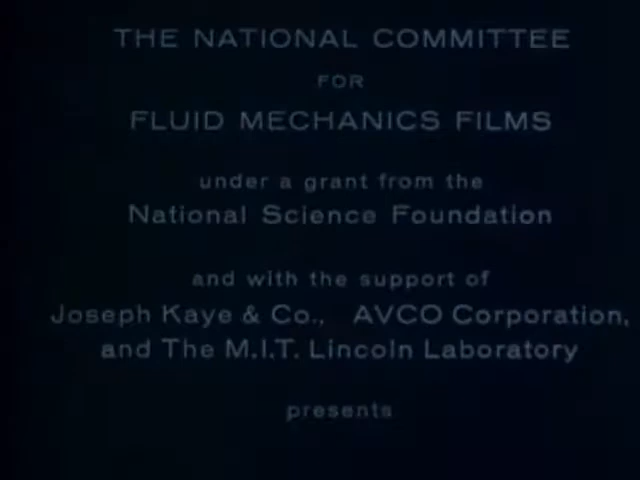 THE NATIONAL COMMITTEE
FOR
FLUID MECHANICS FILMS
under a grant from the
National Science Foundation
and with the support of
Joseph Kaye & Co., AVCO Corporation,
and The M.I.T. Lincoln Laboratory
presents